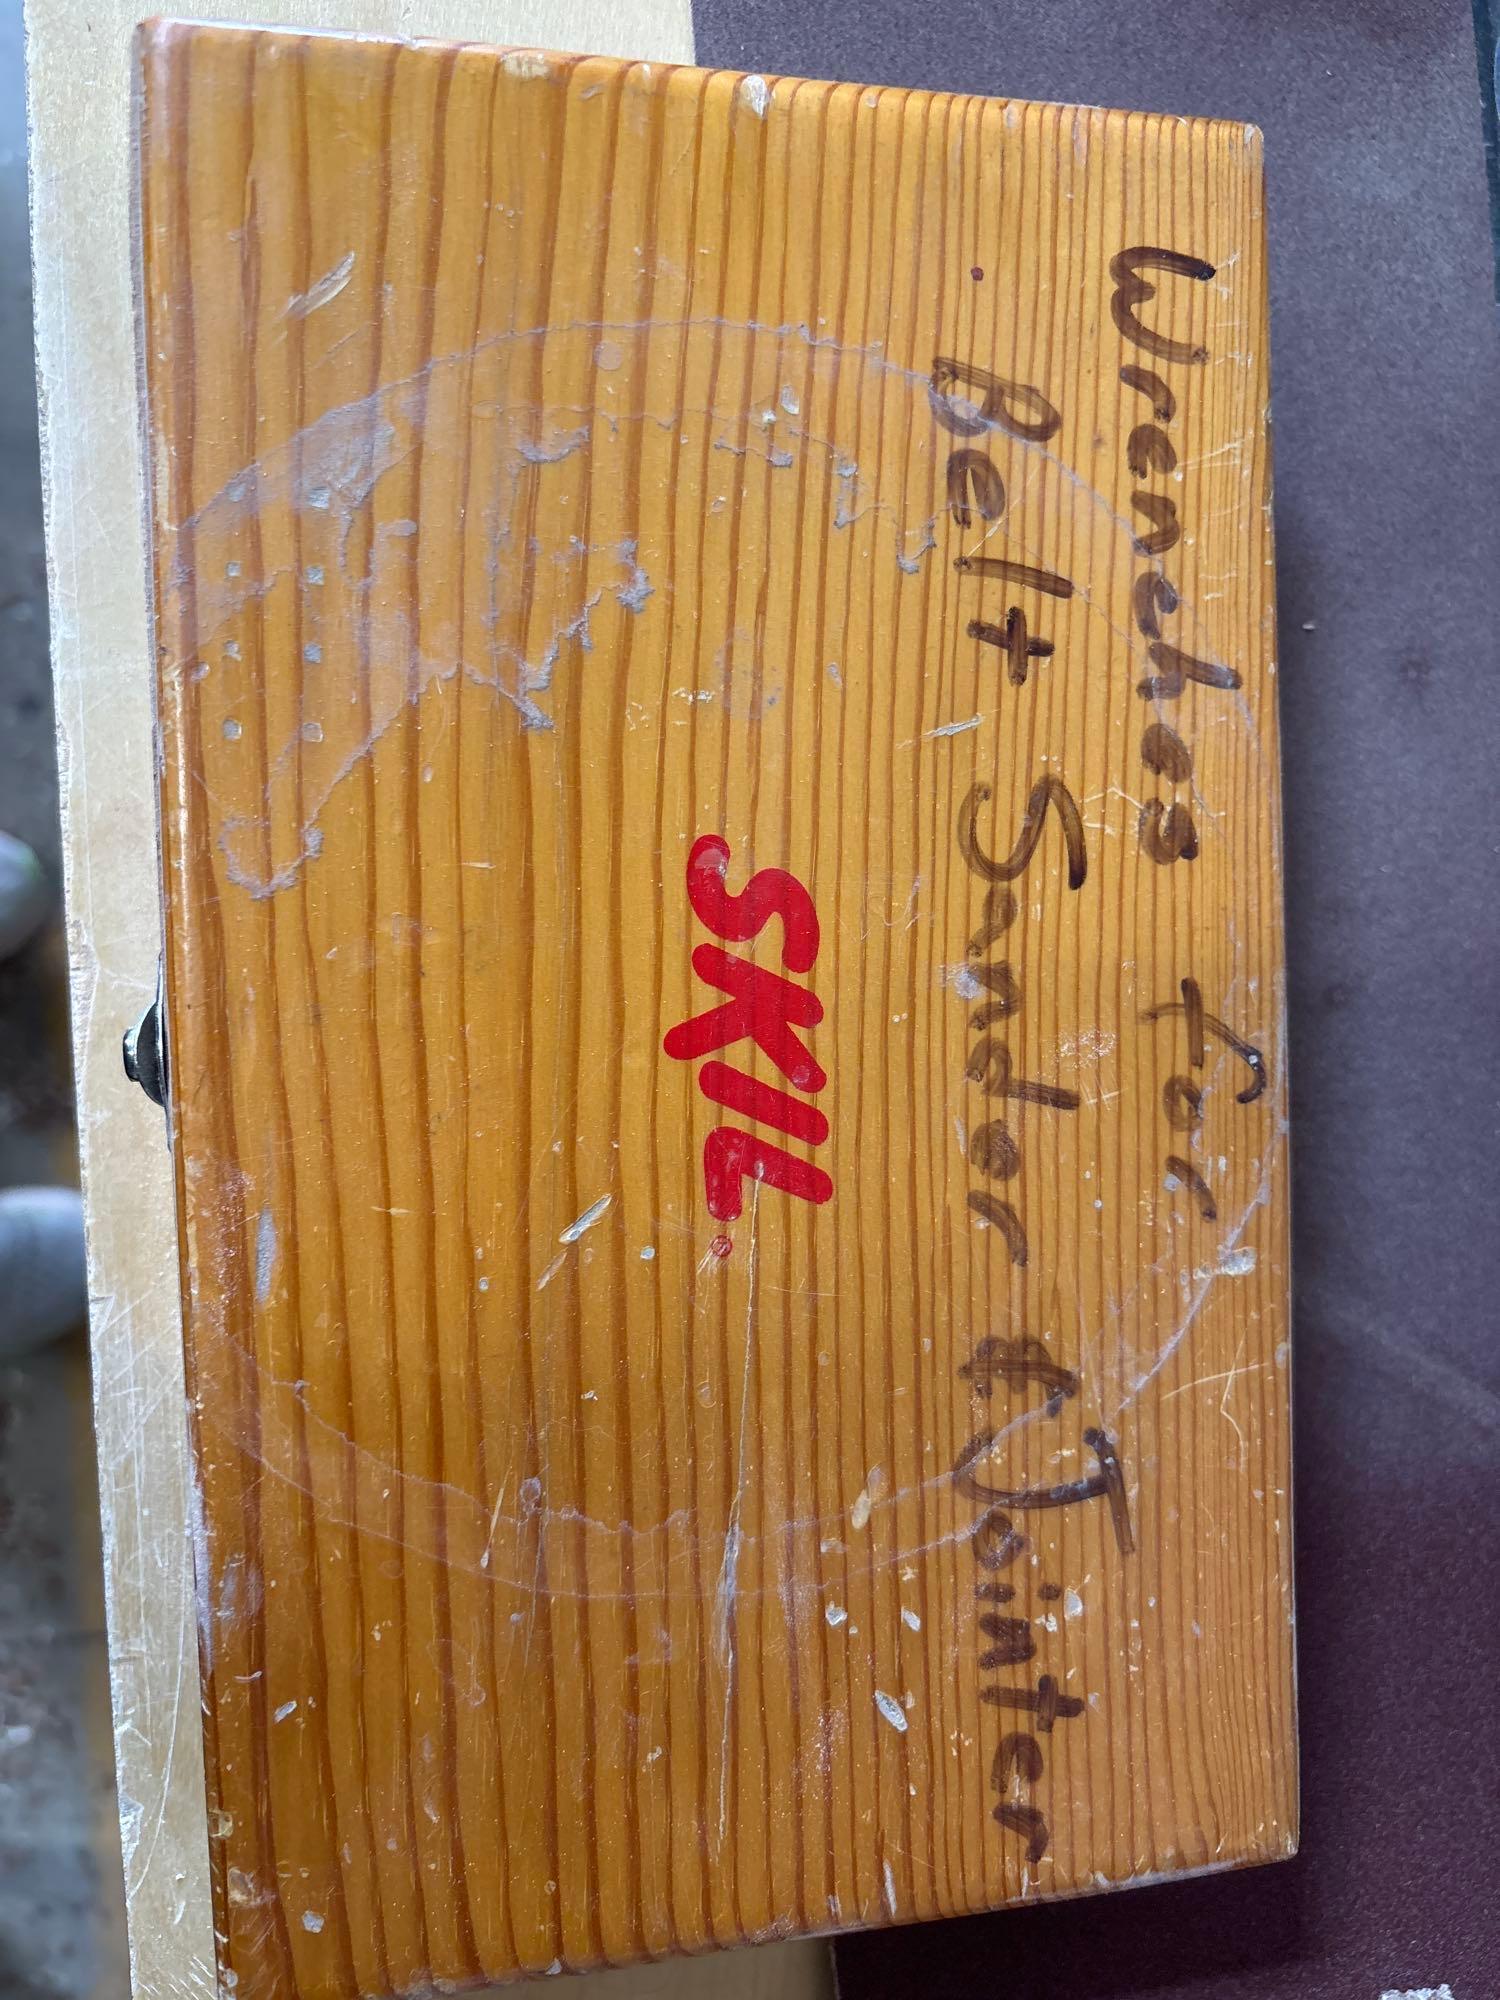 Wrenches for
Belt Sander & Jointer
SKIL®